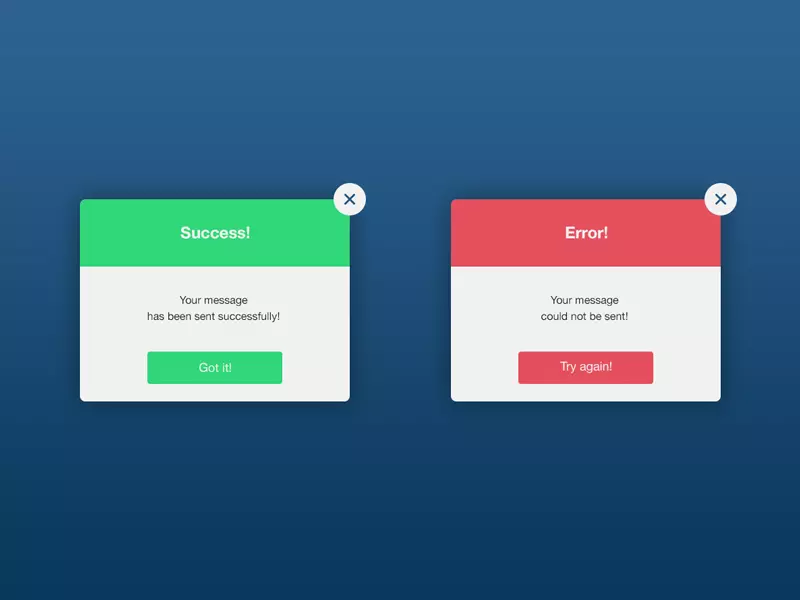 Success!
Your message
has been sent successfully!
Got it!
Error!
Your message
could not be sent!
Try again!